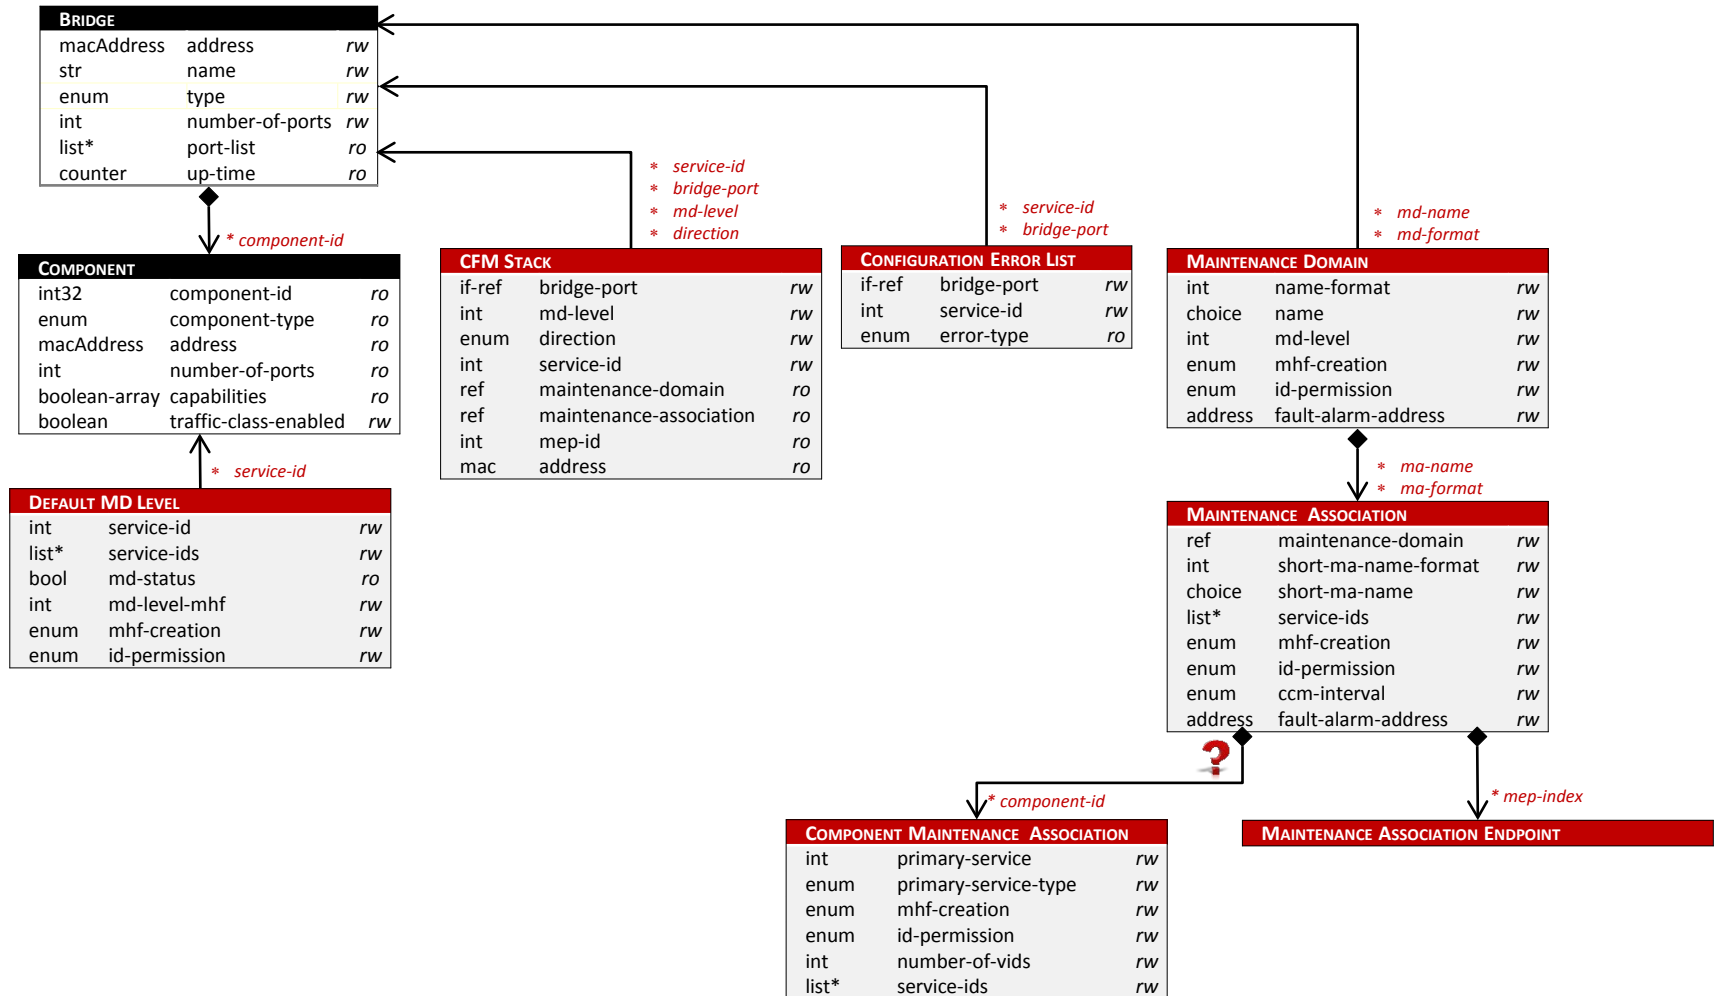 BRIDGE
macAddress address rw
str name rw
enum type rw
int number-of-ports rw
list* port-list ro
counter up-time ro
* component-id
COMPONENT
int32 component-id ro
enum component-type ro
macAddress address ro
int number-of-ports ro
boolean-array capabilities ro
boolean traffic-class-enabled rw
* service-id
DEFAULT MD LEVEL
int service-id rw
list* service-ids rw
bool md-status ro
int md-level-mhf rw
enum mhf-creation rw
enum id-permission rw
* service-id
* bridge-port
* md-level
* direction
CFM STACK
if-ref bridge-port rw
int md-level rw
enum direction rw
int service-id rw
ref maintenance-domain ro
ref maintenance-association ro
int mep-id ro
mac address ro
* service-id
* bridge-port
CONFIGURATION ERROR LIST
if-ref bridge-port rw
int service-id rw
enum error-type ro
* md-name
* md-format
MAINTENANCE DOMAIN
int name-format rw
choice name rw
int md-level rw
enum mhf-creation rw
enum id-permission rw
address fault-alarm-address rw
* ma-name
* ma-format
MAINTENANCE ASSOCIATION
ref maintenance-domain rw
int short-ma-name-format rw
choice short-ma-name rw
list* service-ids rw
enum mhf-creation rw
enum id-permission rw
enum ccm-interval rw
address fault-alarm-address rw
?
* component-id
COMPONENT MAINTENANCE ASSOCIATION
int primary-service rw
enum primary-service-type rw
enum mhf-creation rw
enum id-permission rw
int number-of-vids rw
list* service-ids rw
* mep-index
MAINTENANCE ASSOCIATION ENDPOINT